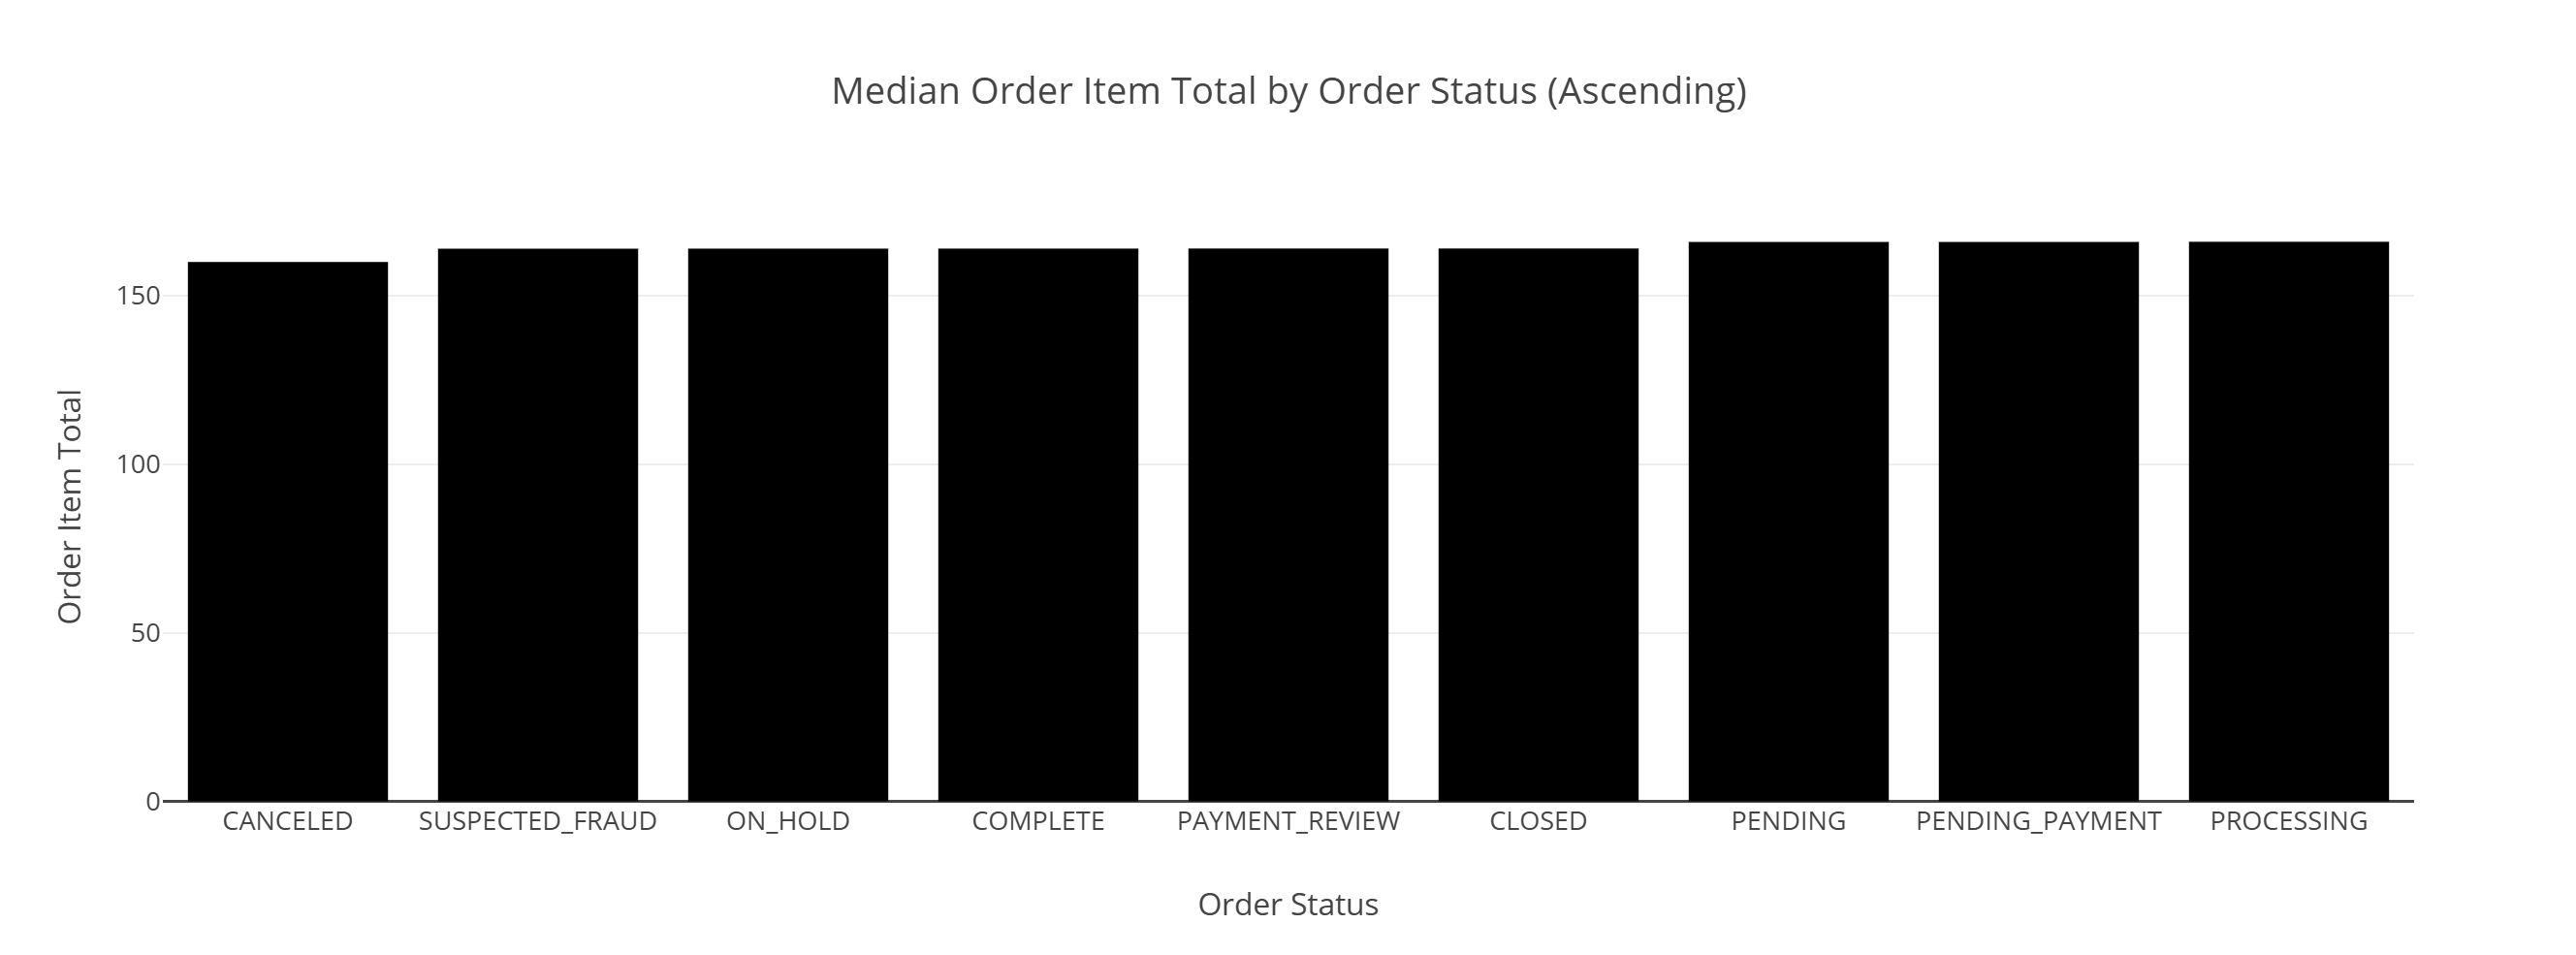 Median Order Item Total by Order Status (Ascending)
Order Item Total
150
100
50
0
CANCELED SUSPECTED_FRAUD ON_HOLD COMPLETE PAYMENT_REVIEW CLOSED PENDING PENDING_PAYMENT PROCESSING
Order Status